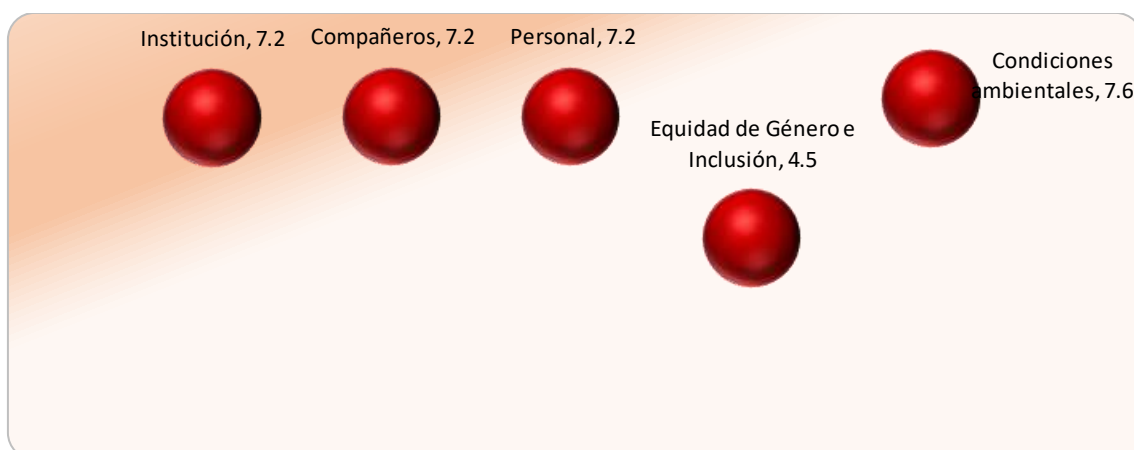 Institución, 7.2
Compañeros, 7.2
Personal, 7.2
Equidad de Género e
Inclusión, 4.5
Condiciones
ambientales, 7.6